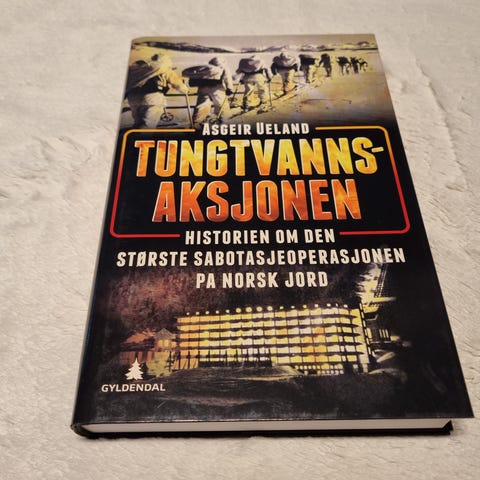 ASGEIR UELAND
TUNGTVANNS-
AKSJONEN
HISTORIEN OM DEN
STØRSTE SABOTASJEOPERASJONEN
PÅ NORSK JORD
GYLDENDAL